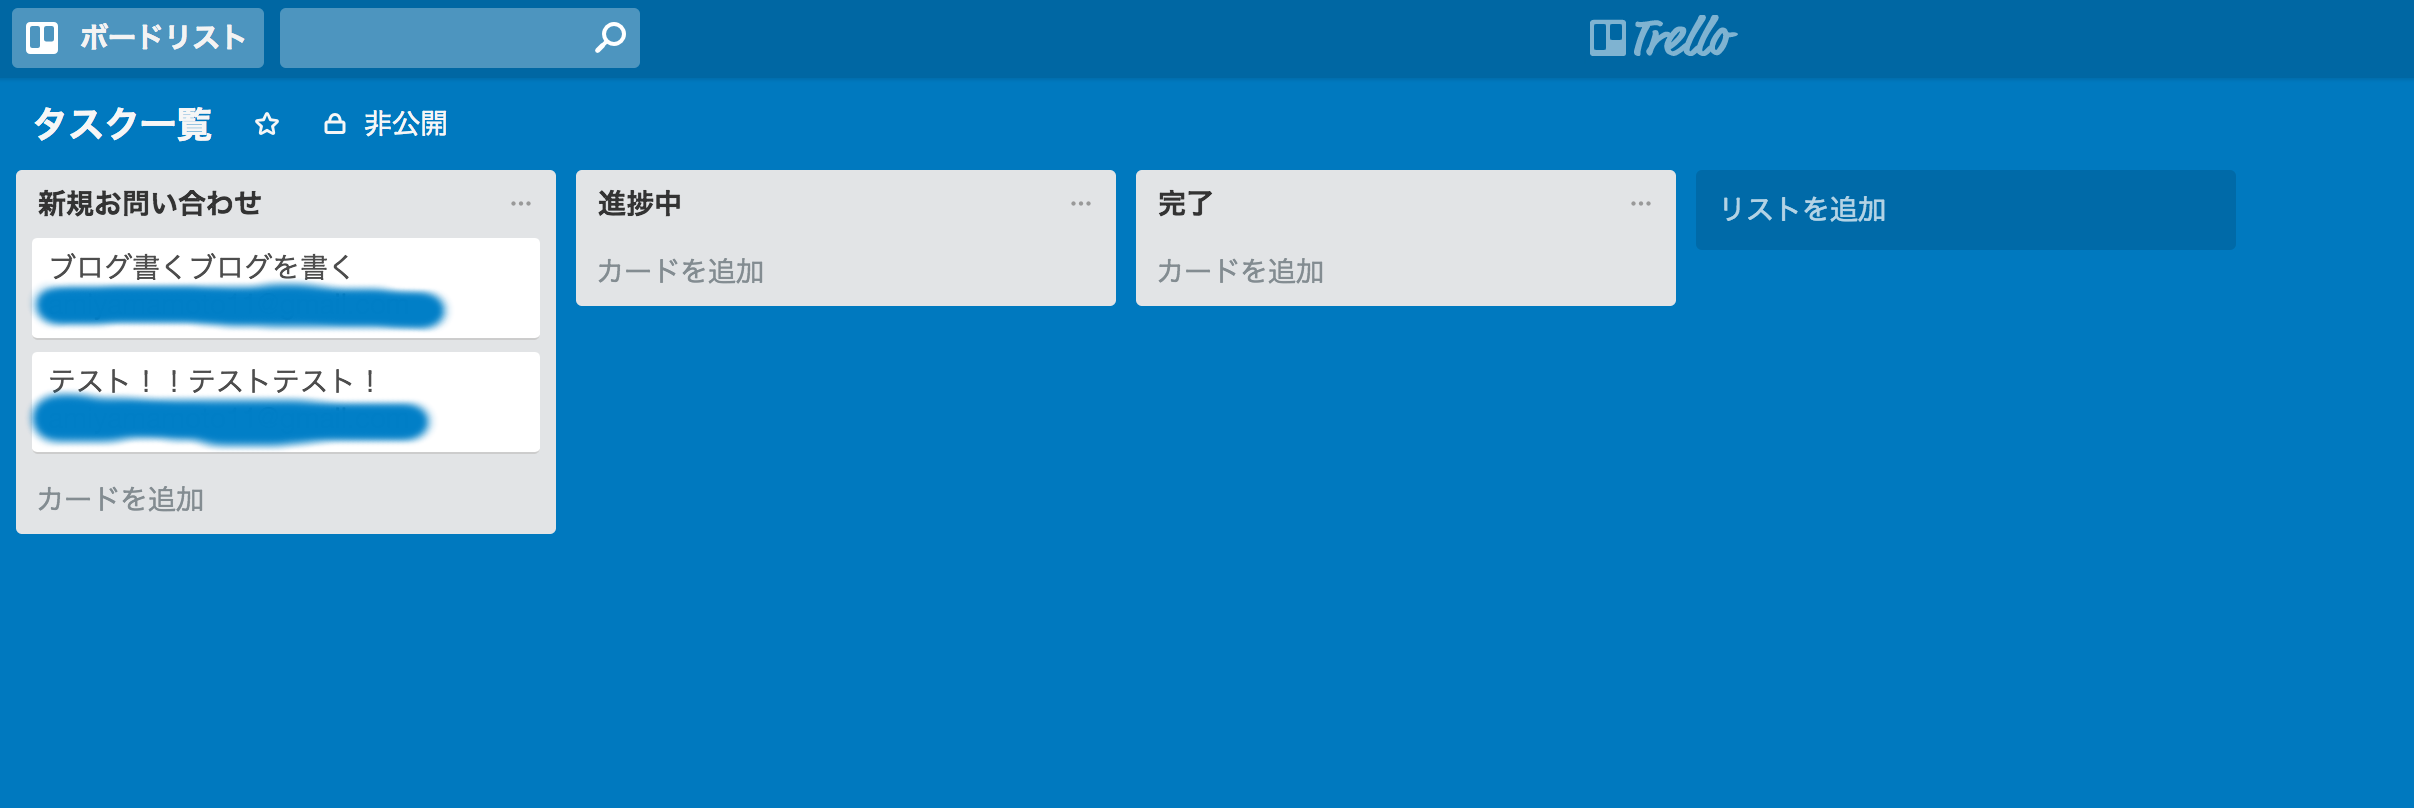 ボードリスト
Trello
タスク一覧 非公開
新規お問い合わせ
ブログ書くブログを書く
テスト！！テストテスト！
カードを追加
進捗中
カードを追加
完了
カードを追加
リストを追加